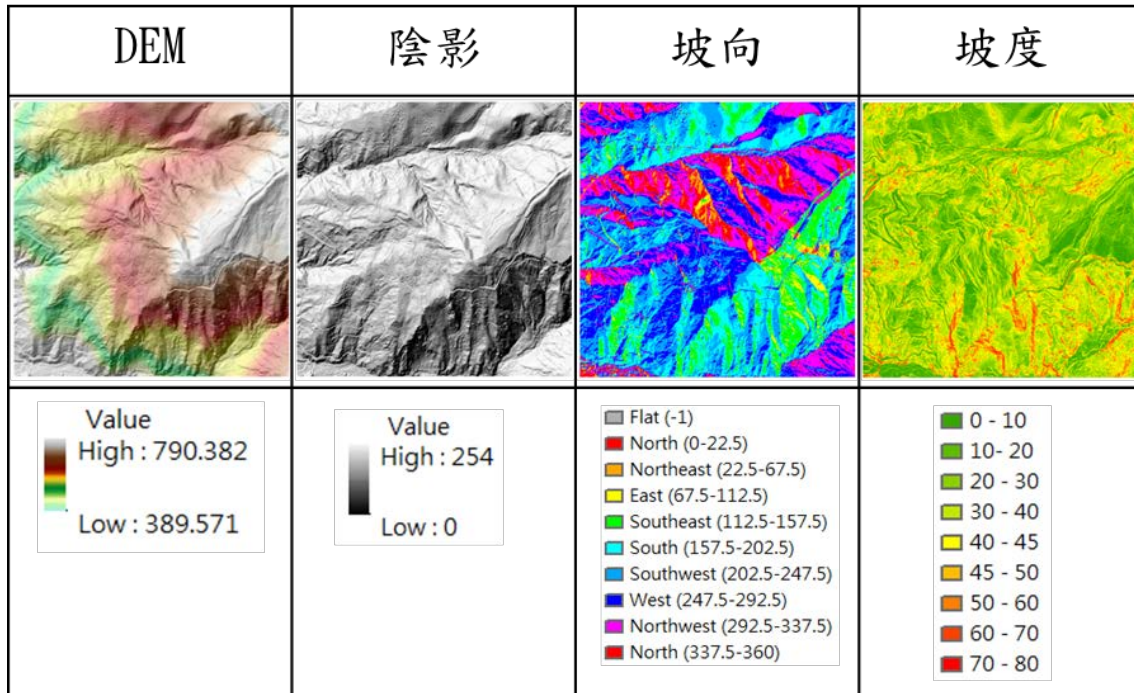 DEM
陰影
坡向
坡度
Value
High : 790.382
Low : 389.571
Value
High : 254
Low : 0
Flat (-1)
North (0-22.5)
Northeast (22.5-67.5)
East (67.5-112.5)
Southeast (112.5-157.5)
South (157.5-202.5)
Southwest (202.5-247.5)
West (247.5-292.5)
Northwest (292.5-337.5)
North (337.5-360)
0 - 10
10- 20
20 - 30
30 - 40
40 - 45
45 - 50
50 - 60
60 - 70
70 - 80